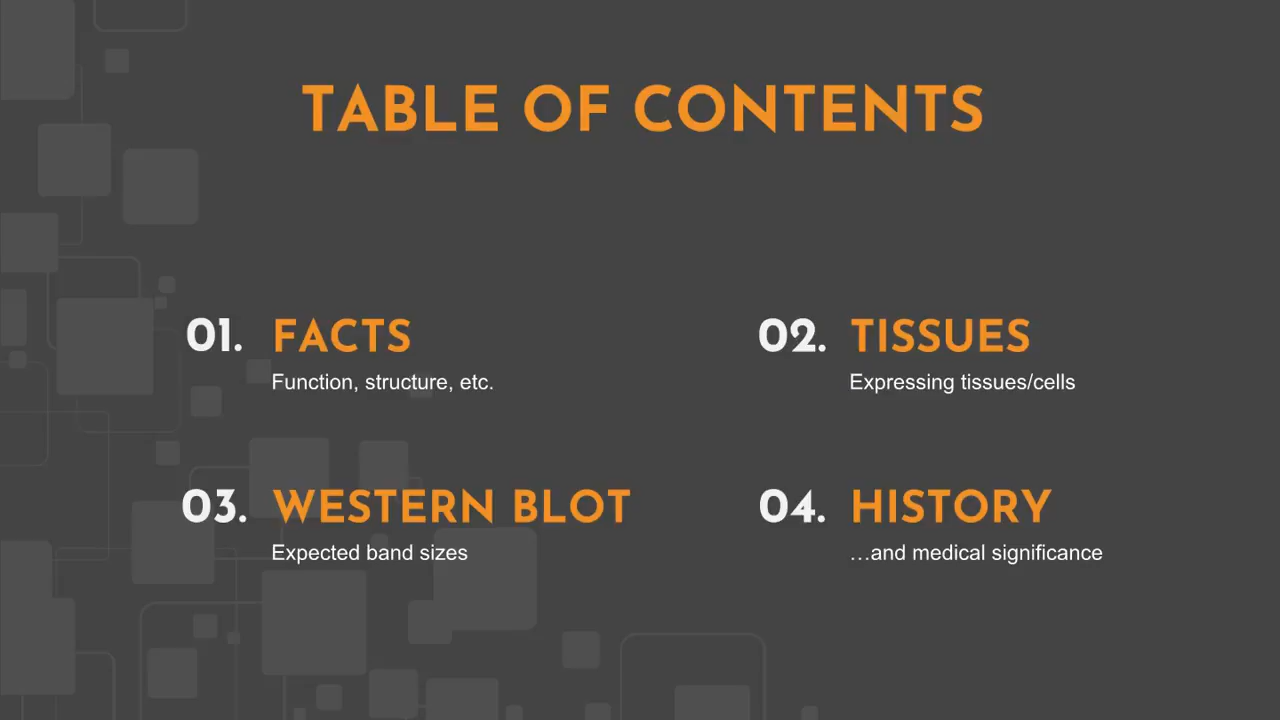 TABLE OF CONTENTS
01. FACTS
Function, structure, etc.
02. TISSUES
Expressing tissues/cells
03. WESTERN BLOT
Expected band sizes
04. HISTORY
…and medical significance